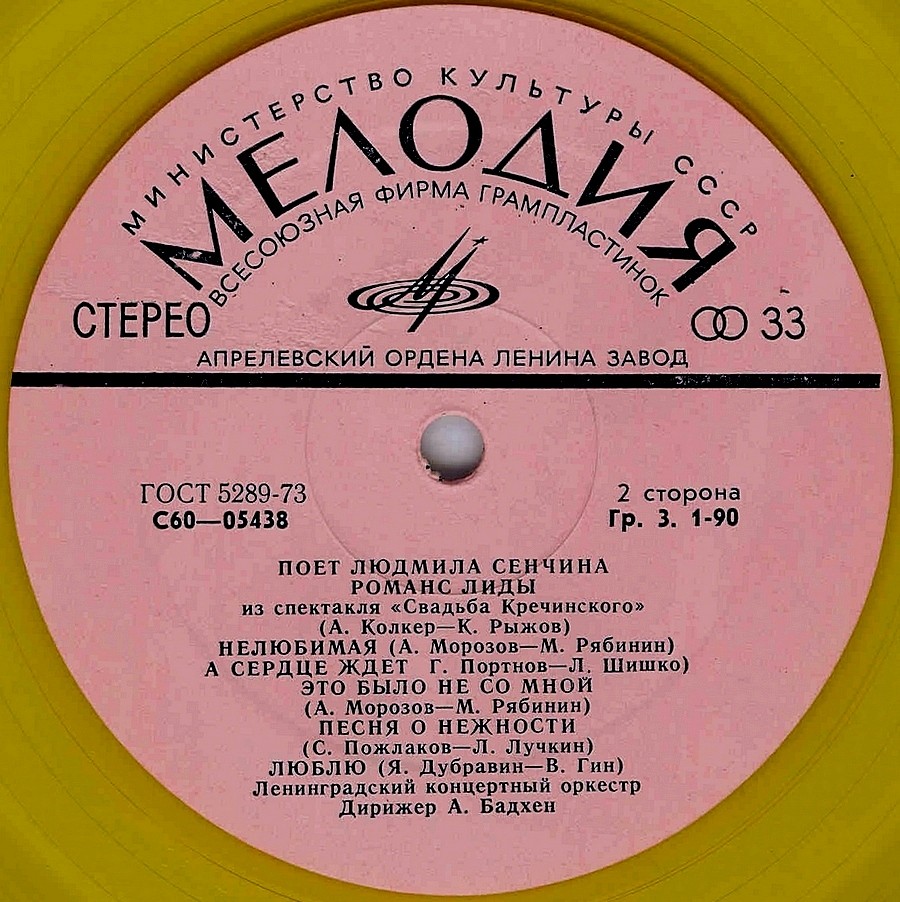 МИНИСТЕРСТВО КУЛЬТУРЫ СССР
МЕЛОДИЯ
ВСЕСОЮЗНАЯ ФИРМА ГРАМПЛАСТИНОК
СТЕРЕО
33
АПРЕЛЕВСКИЙ ОРДЕНА ЛЕНИНА ЗАВОД
ГОСТ 5289-73
С60—05438
2 сторона
Гр. 3. 1-90
ПОЕТ ЛЮДМИЛА СЕНЧИНА
РОМАНС ЛИДЫ
из спектакля «Свадьба Кречинского»
(А. Колкер—К. Рыжов)
НЕЛЮБИМАЯ (А. Морозов—М. Рябинин)
А СЕРДЦЕ ЖДЕТ Г. Портнов—Л. Шишко)
ЭТО БЫЛО НЕ СО МНОЙ
(А. Морозов—М. Рябинин)
ПЕСНЯ О НЕЖНОСТИ
(С. Пожлаков—Л. Лучкин)
ЛЮБЛЮ (Я. Дубравин—В. Гин)
Ленинградский концертный оркестр
Дирижер А. Бадхен